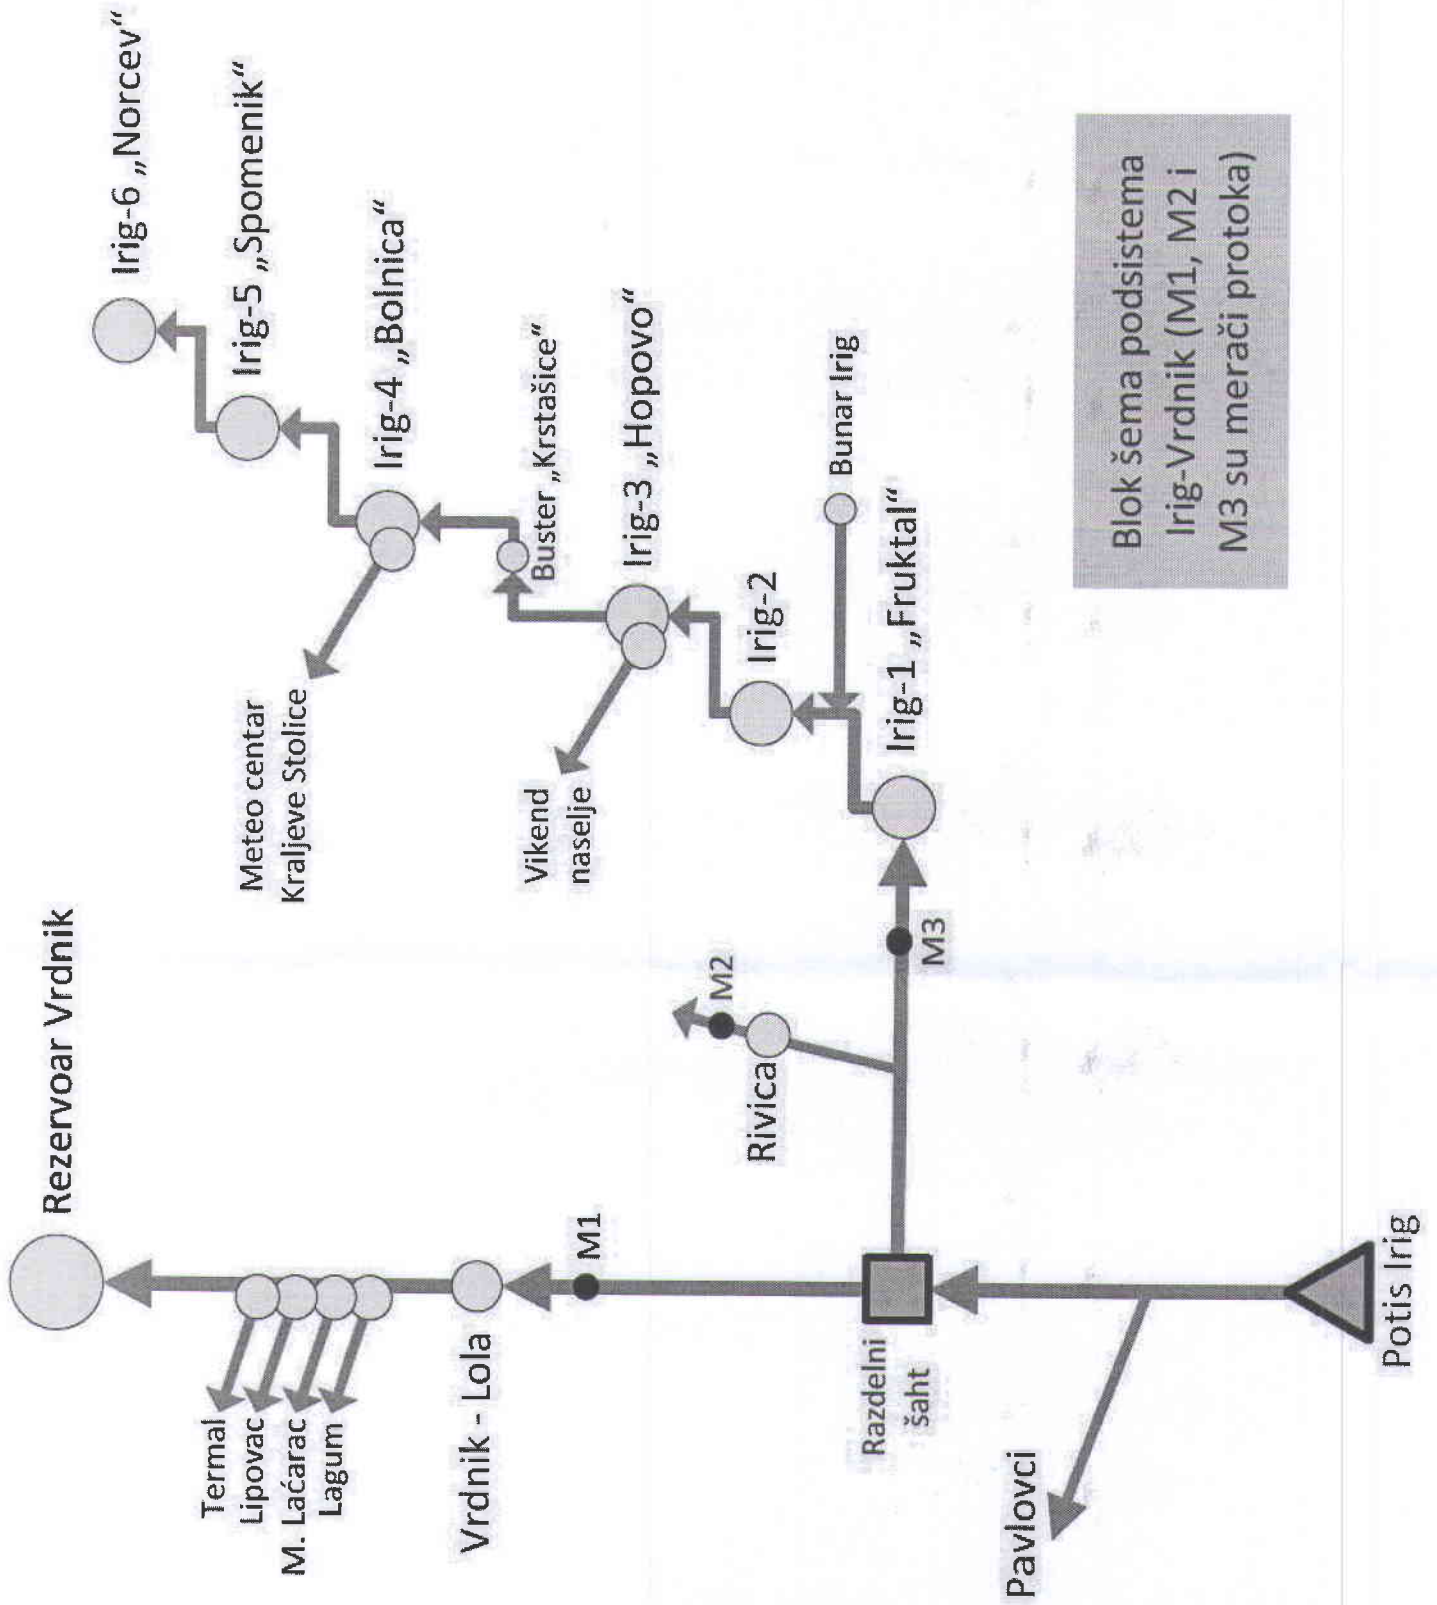 Rezervoar Vrdnik
Termal
Lipovac
M. Laćarac
Lagum
Vrdnik - Lola
M1
Razdelni
šaht
Pavlovci
Potis Irig
Rivica
M2
M3
Irig-1 „Fruktal“
Bunar Irig
Irig-2
Irig-3 „Hopovo“
Vikend
naselje
Buster „Krstašice“
Irig-4 „Bolnica“
Meteo centar
Kraljeve Stolice
Irig-5 „Spomenik“
Irig-6 „Norcev“
Blok šema podsistema
Irig-Vrdnik (M1, M2 i
M3 su merači protoka)